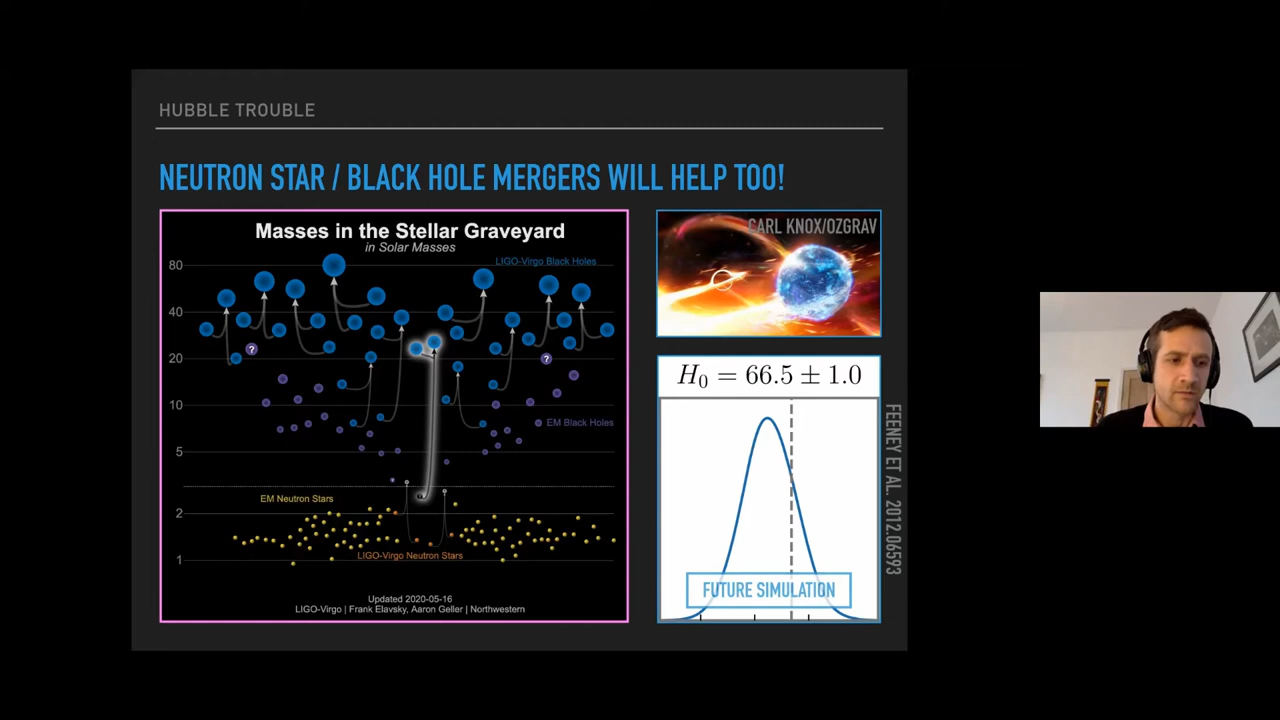 HUBBLE TROUBLE
NEUTRON STAR / BLACK HOLE MERGERS WILL HELP TOO!
Masses in the Stellar Graveyard
in Solar Masses
LIGO-Virgo Black Holes
80
40
20
10
5
2
1
?
?
EM Black Holes
EM Neutron Stars
LIGO-Virgo Neutron Stars
Updated 2020-05-16
LIGO-Virgo | Frank Elavsky, Aaron Geller | Northwestern
CARL KNOX/OZGRAV
H₀ = 66.5 ± 1.0
FUTURE SIMULATION
FEENEY ET AL. 2012.06593